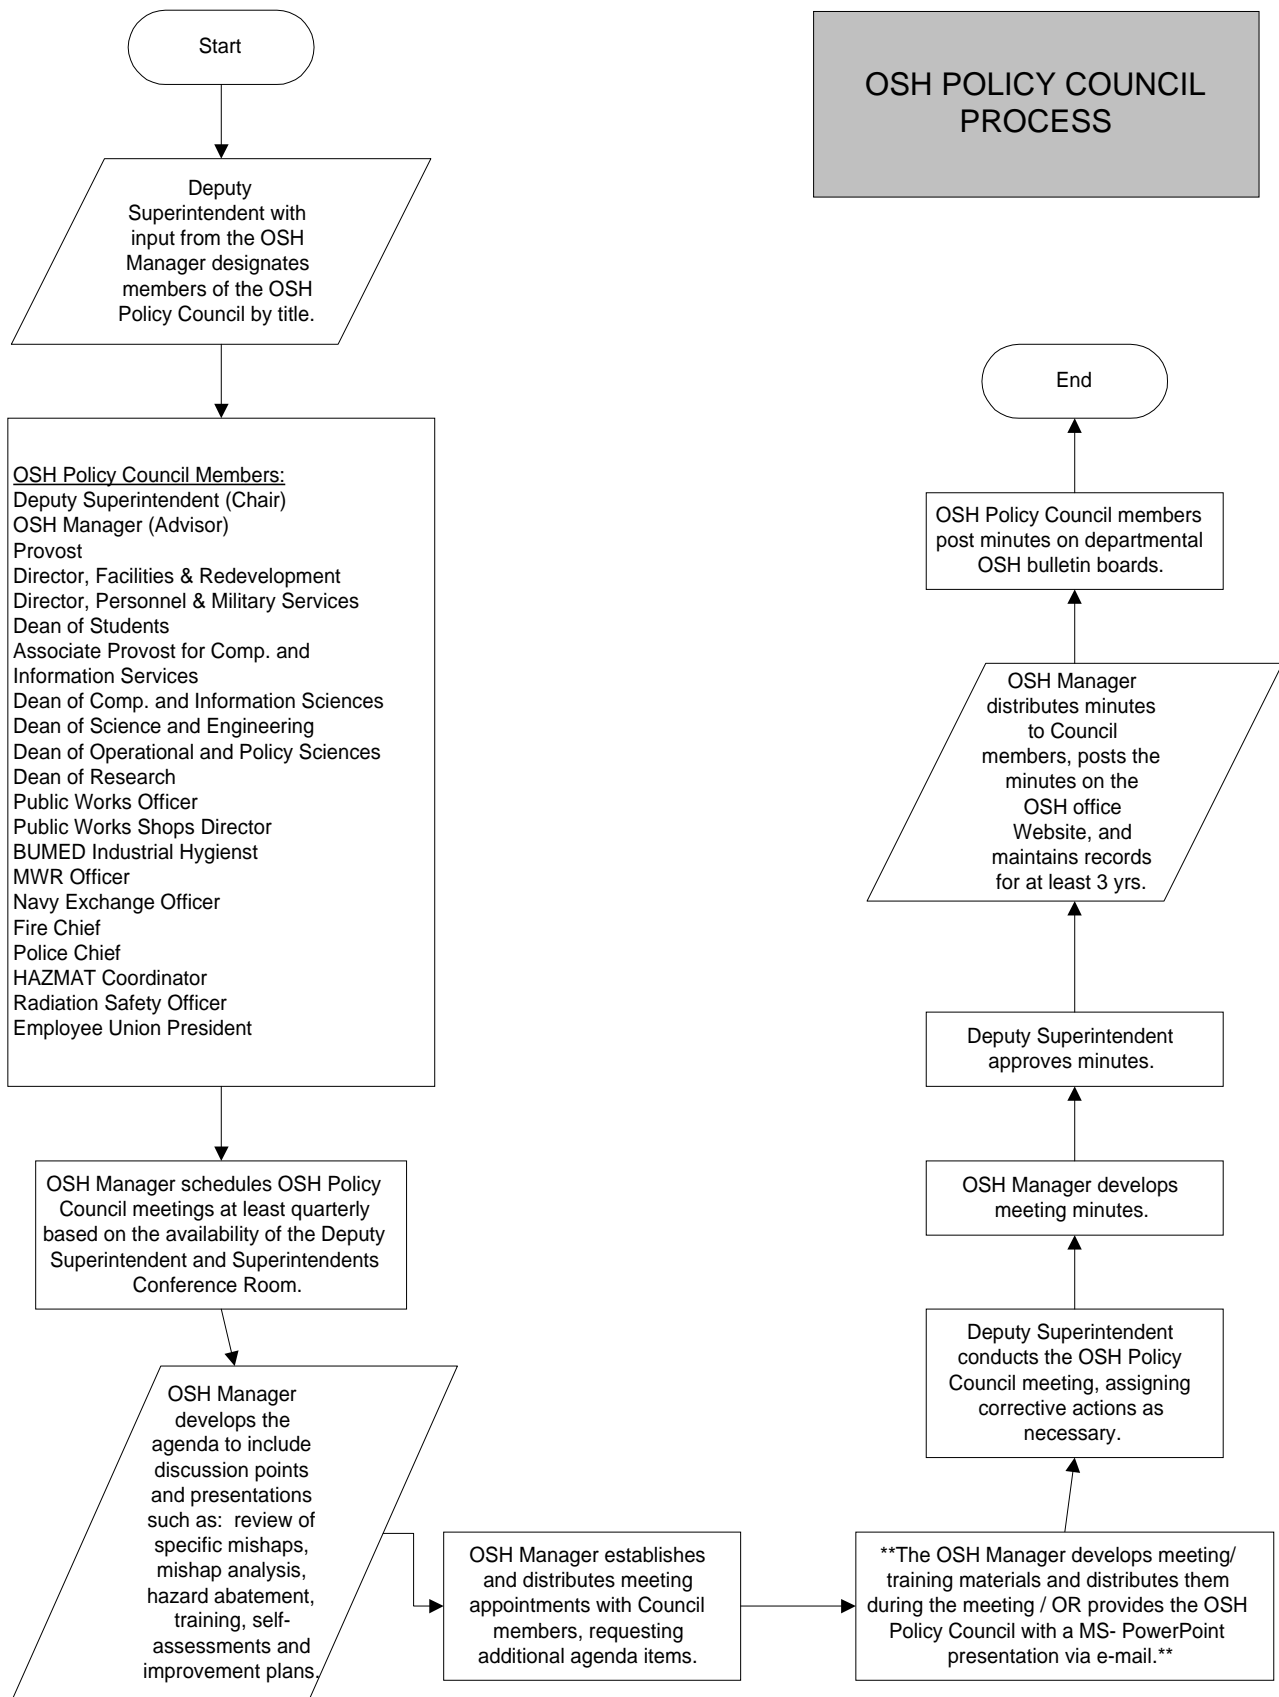 Start
OSH POLICY COUNCIL
PROCESS
Deputy
Superintendent with
input from the OSH
Manager designates
members of the OSH
Policy Council by title.
OSH Policy Council Members:
Deputy Superintendent (Chair)
OSH Manager (Advisor)
Provost
Director, Facilities & Redevelopment
Director, Personnel & Military Services
Dean of Students
Associate Provost for Comp. and
Information Services
Dean of Comp. and Information Sciences
Dean of Science and Engineering
Dean of Operational and Policy Sciences
Dean of Research
Public Works Officer
Public Works Shops Director
BUMED Industrial Hygienst
MWR Officer
Navy Exchange Officer
Fire Chief
Police Chief
HAZMAT Coordinator
Radiation Safety Officer
Employee Union President
OSH Manager schedules OSH Policy
Council meetings at least quarterly
based on the availability of the Deputy
Superintendent and Superintendents
Conference Room.
OSH Manager
develops the
agenda to include
discussion points
and presentations
such as:  review of
specific mishaps,
mishap analysis,
hazard abatement,
training, self-
assessments and
improvement plans.
OSH Manager establishes
and distributes meeting
appointments with Council
members, requesting
additional agenda items.
**The OSH Manager develops meeting/
training materials and distributes them
during the meeting / OR provides the OSH
Policy Council with a MS- PowerPoint
presentation via e-mail.**
Deputy Superintendent
conducts the OSH Policy
Council meeting, assigning
corrective actions as
necessary.
OSH Manager develops
meeting minutes.
Deputy Superintendent
approves minutes.
OSH Manager
distributes minutes
to Council
members, posts the
minutes on the
OSH office
Website, and
maintains records
for at least 3 yrs.
OSH Policy Council members
post minutes on departmental
OSH bulletin boards.
End